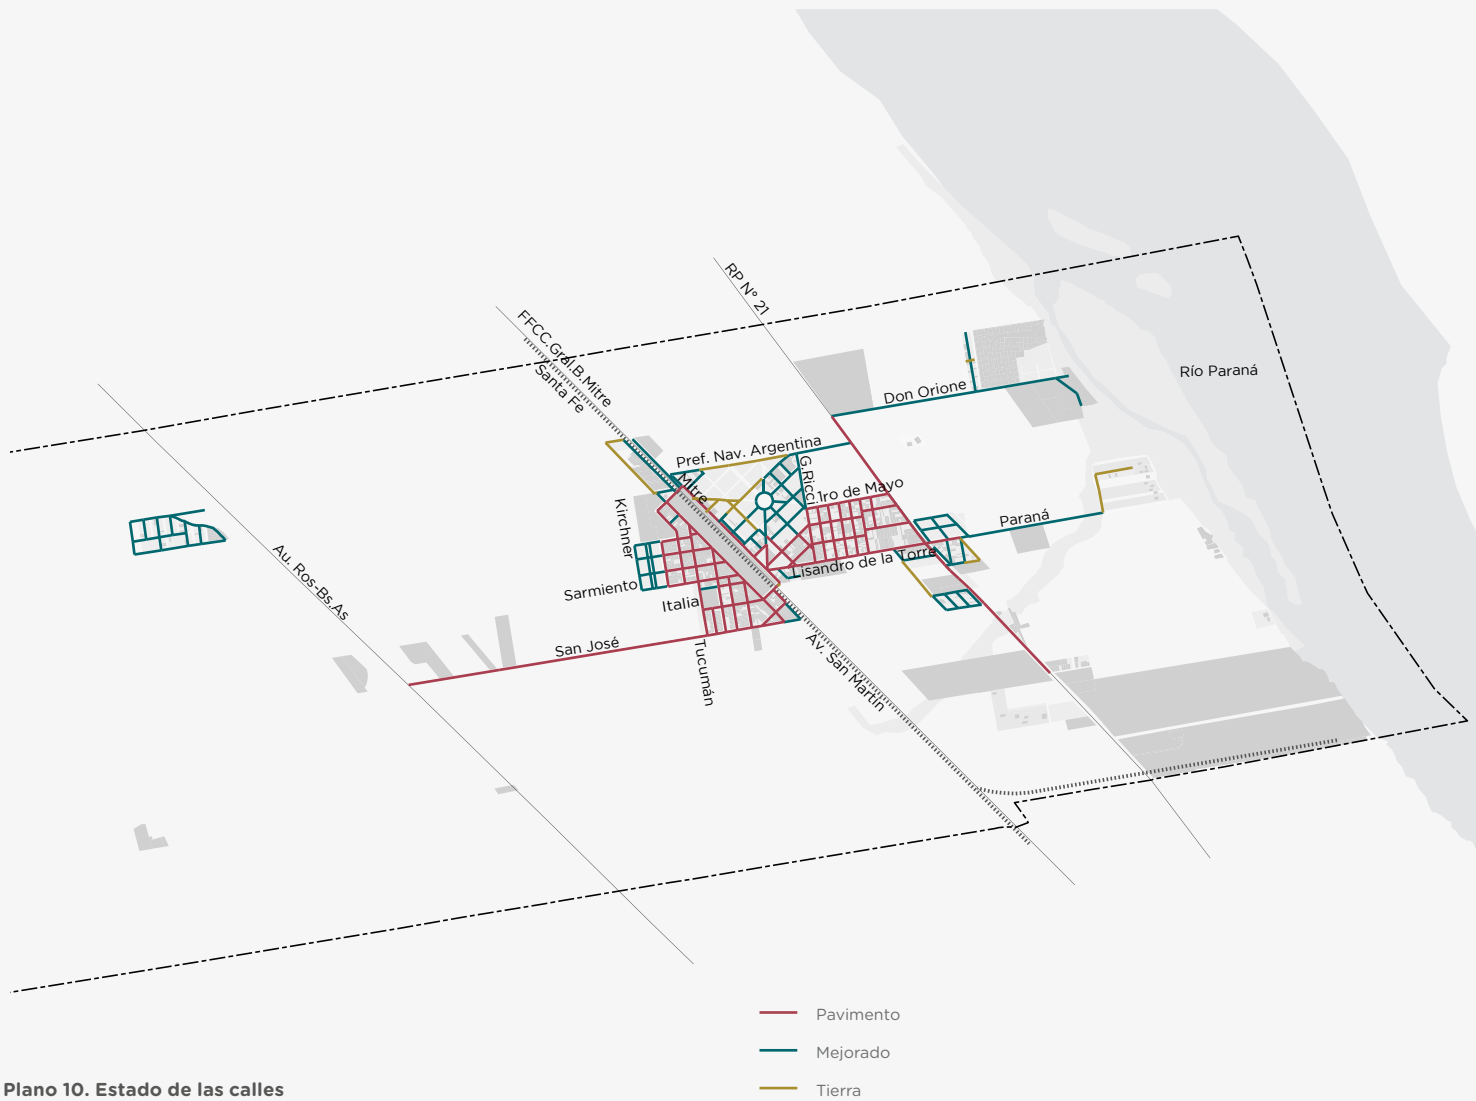 RP N° 21
FFCC.Gral.B.Mitre
Santa Fe
Río Paraná
Don Orione
Pref. Nav. Argentina
Mitre
G.Ricci
1ro de Mayo
Kirchner
Paraná
Lisandro de la Torre
Au. Ros-Bs.As
Sarmiento
Italia
San José
Tucumán
Av. San Martín
Pavimento
Mejorado
Tierra
Plano 10. Estado de las calles